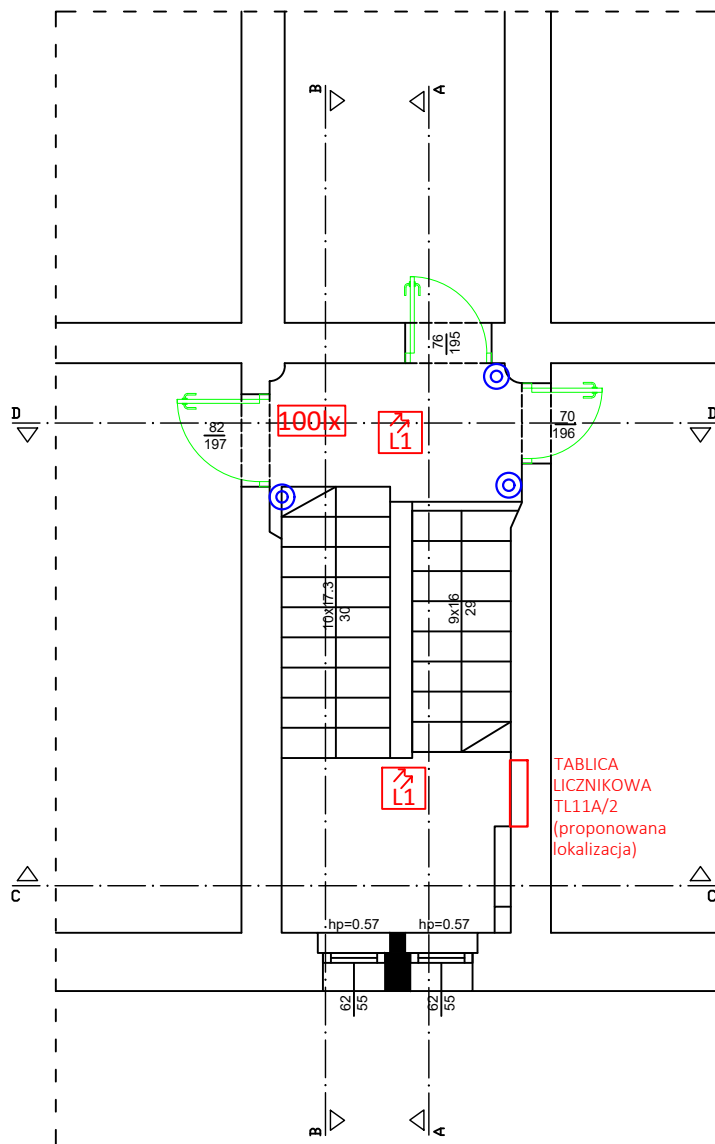 B
A
76
195
D
82
197
100lx
L1
70
196
D
10x17.3
30
9x16
29
L1
TABLICA
LICZNIKOWA
TL11A/2
(proponowana
lokalizacja)
C
C
hp=0.57
hp=0.57
62
55
62
55
B
A